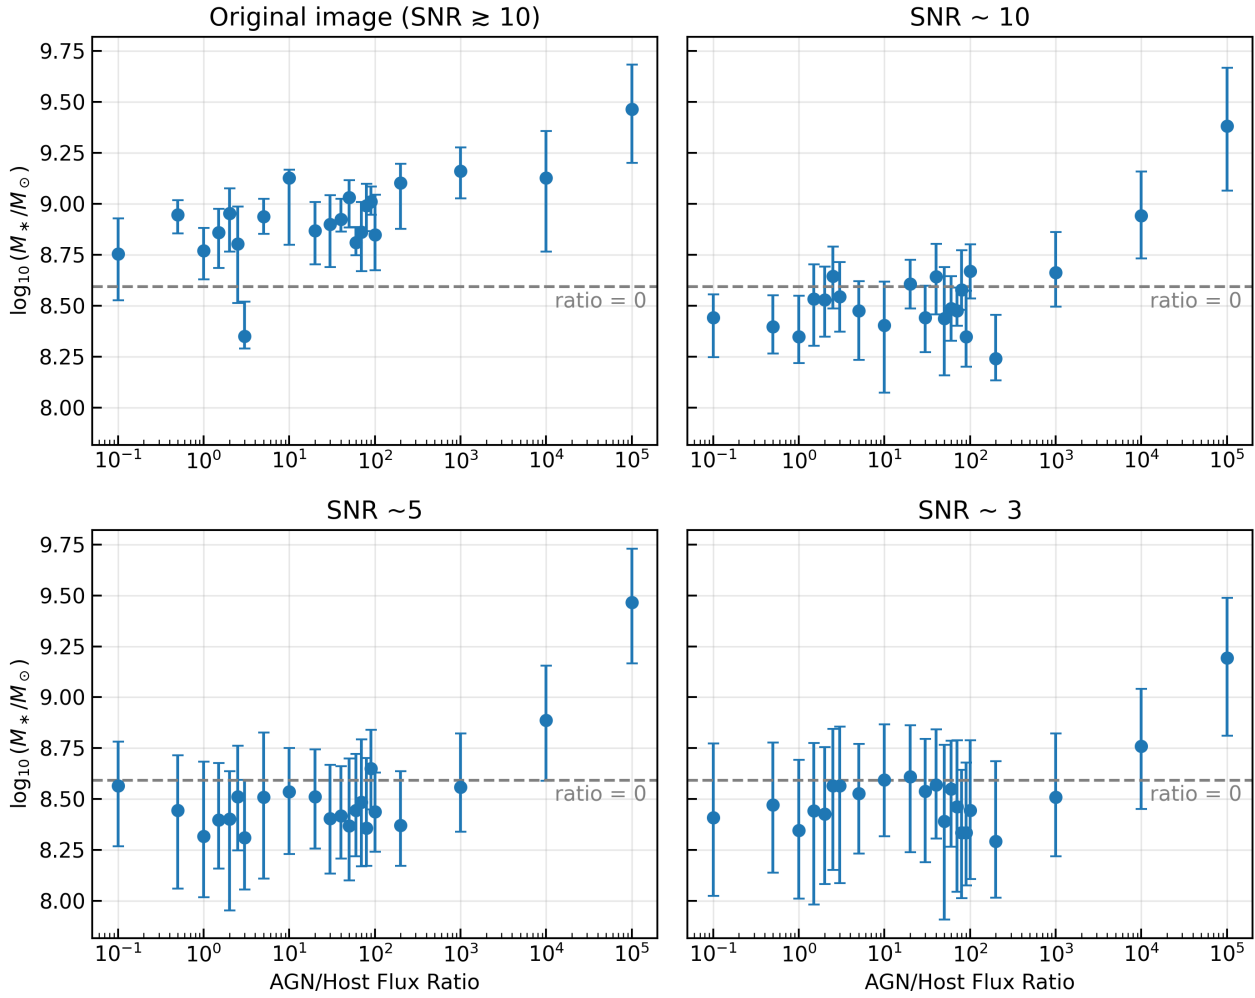 Original image (SNR ≳ 10)
SNR ~ 10
log₁₀(M∗/M⊙)
9.75
9.50
9.25
9.00
8.75
8.50
8.25
8.00
ratio = 0
ratio = 0
10⁻¹ 10⁰ 10¹ 10² 10³ 10⁴ 10⁵
10⁻¹ 10⁰ 10¹ 10² 10³ 10⁴ 10⁵
SNR ~5
SNR ~ 3
log₁₀(M∗/M⊙)
9.75
9.50
9.25
9.00
8.75
8.50
8.25
8.00
ratio = 0
ratio = 0
10⁻¹ 10⁰ 10¹ 10² 10³ 10⁴ 10⁵
10⁻¹ 10⁰ 10¹ 10² 10³ 10⁴ 10⁵
AGN/Host Flux Ratio
AGN/Host Flux Ratio